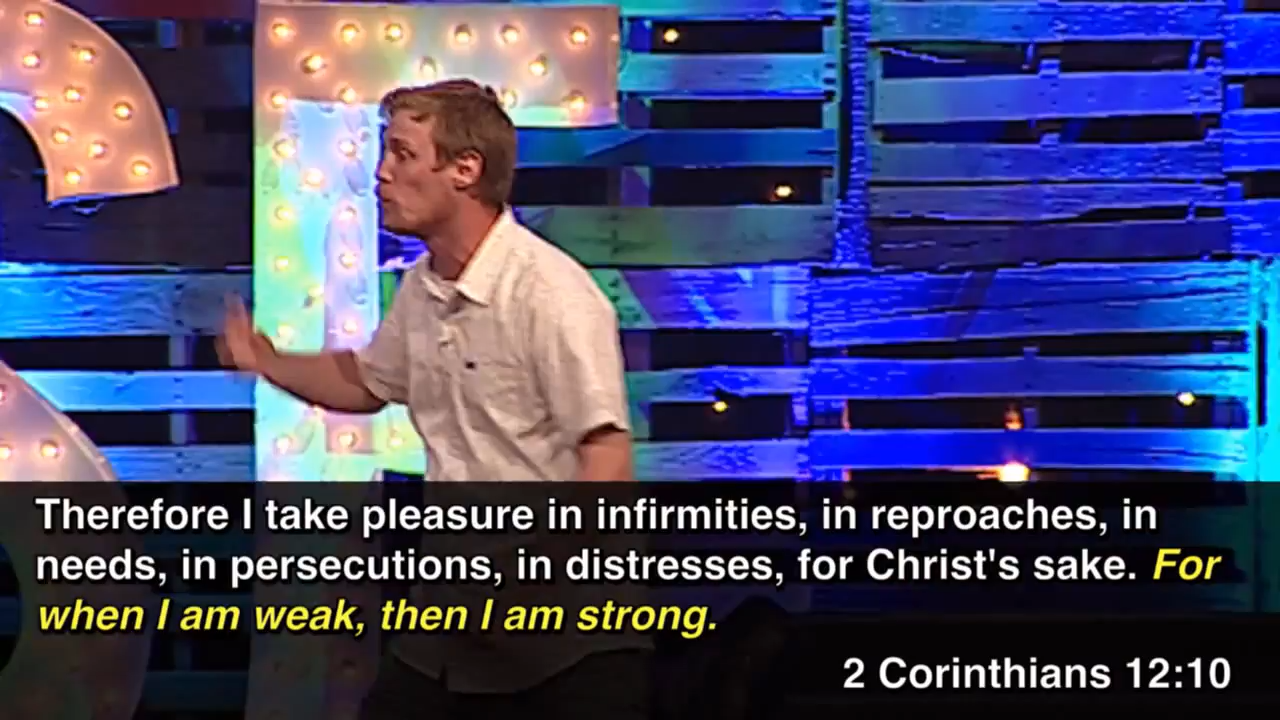 Therefore I take pleasure in infirmities, in reproaches, in
needs, in persecutions, in distresses, for Christ's sake. For
when I am weak, then I am strong.
2 Corinthians 12:10